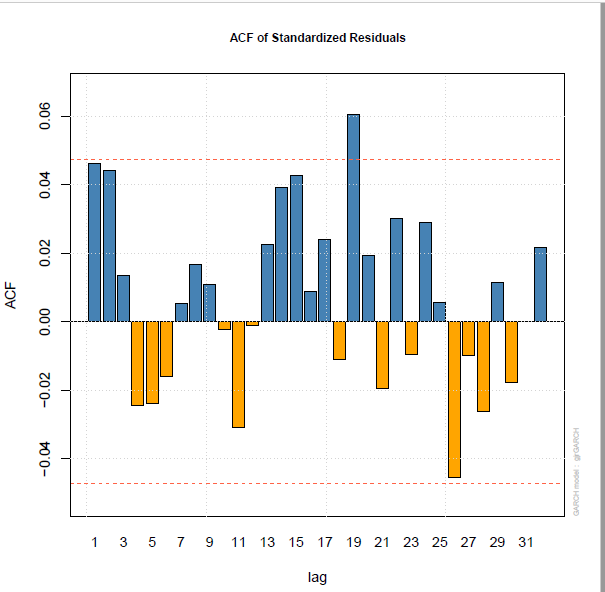 ACF of Standardized Residuals
0.06
0.04
0.02
0.00
−0.02
−0.04
ACF
1 3 5 7 9 11 13 15 17 19 21 23 25 27 29 31
lag
GARCH model : gjrGARCH